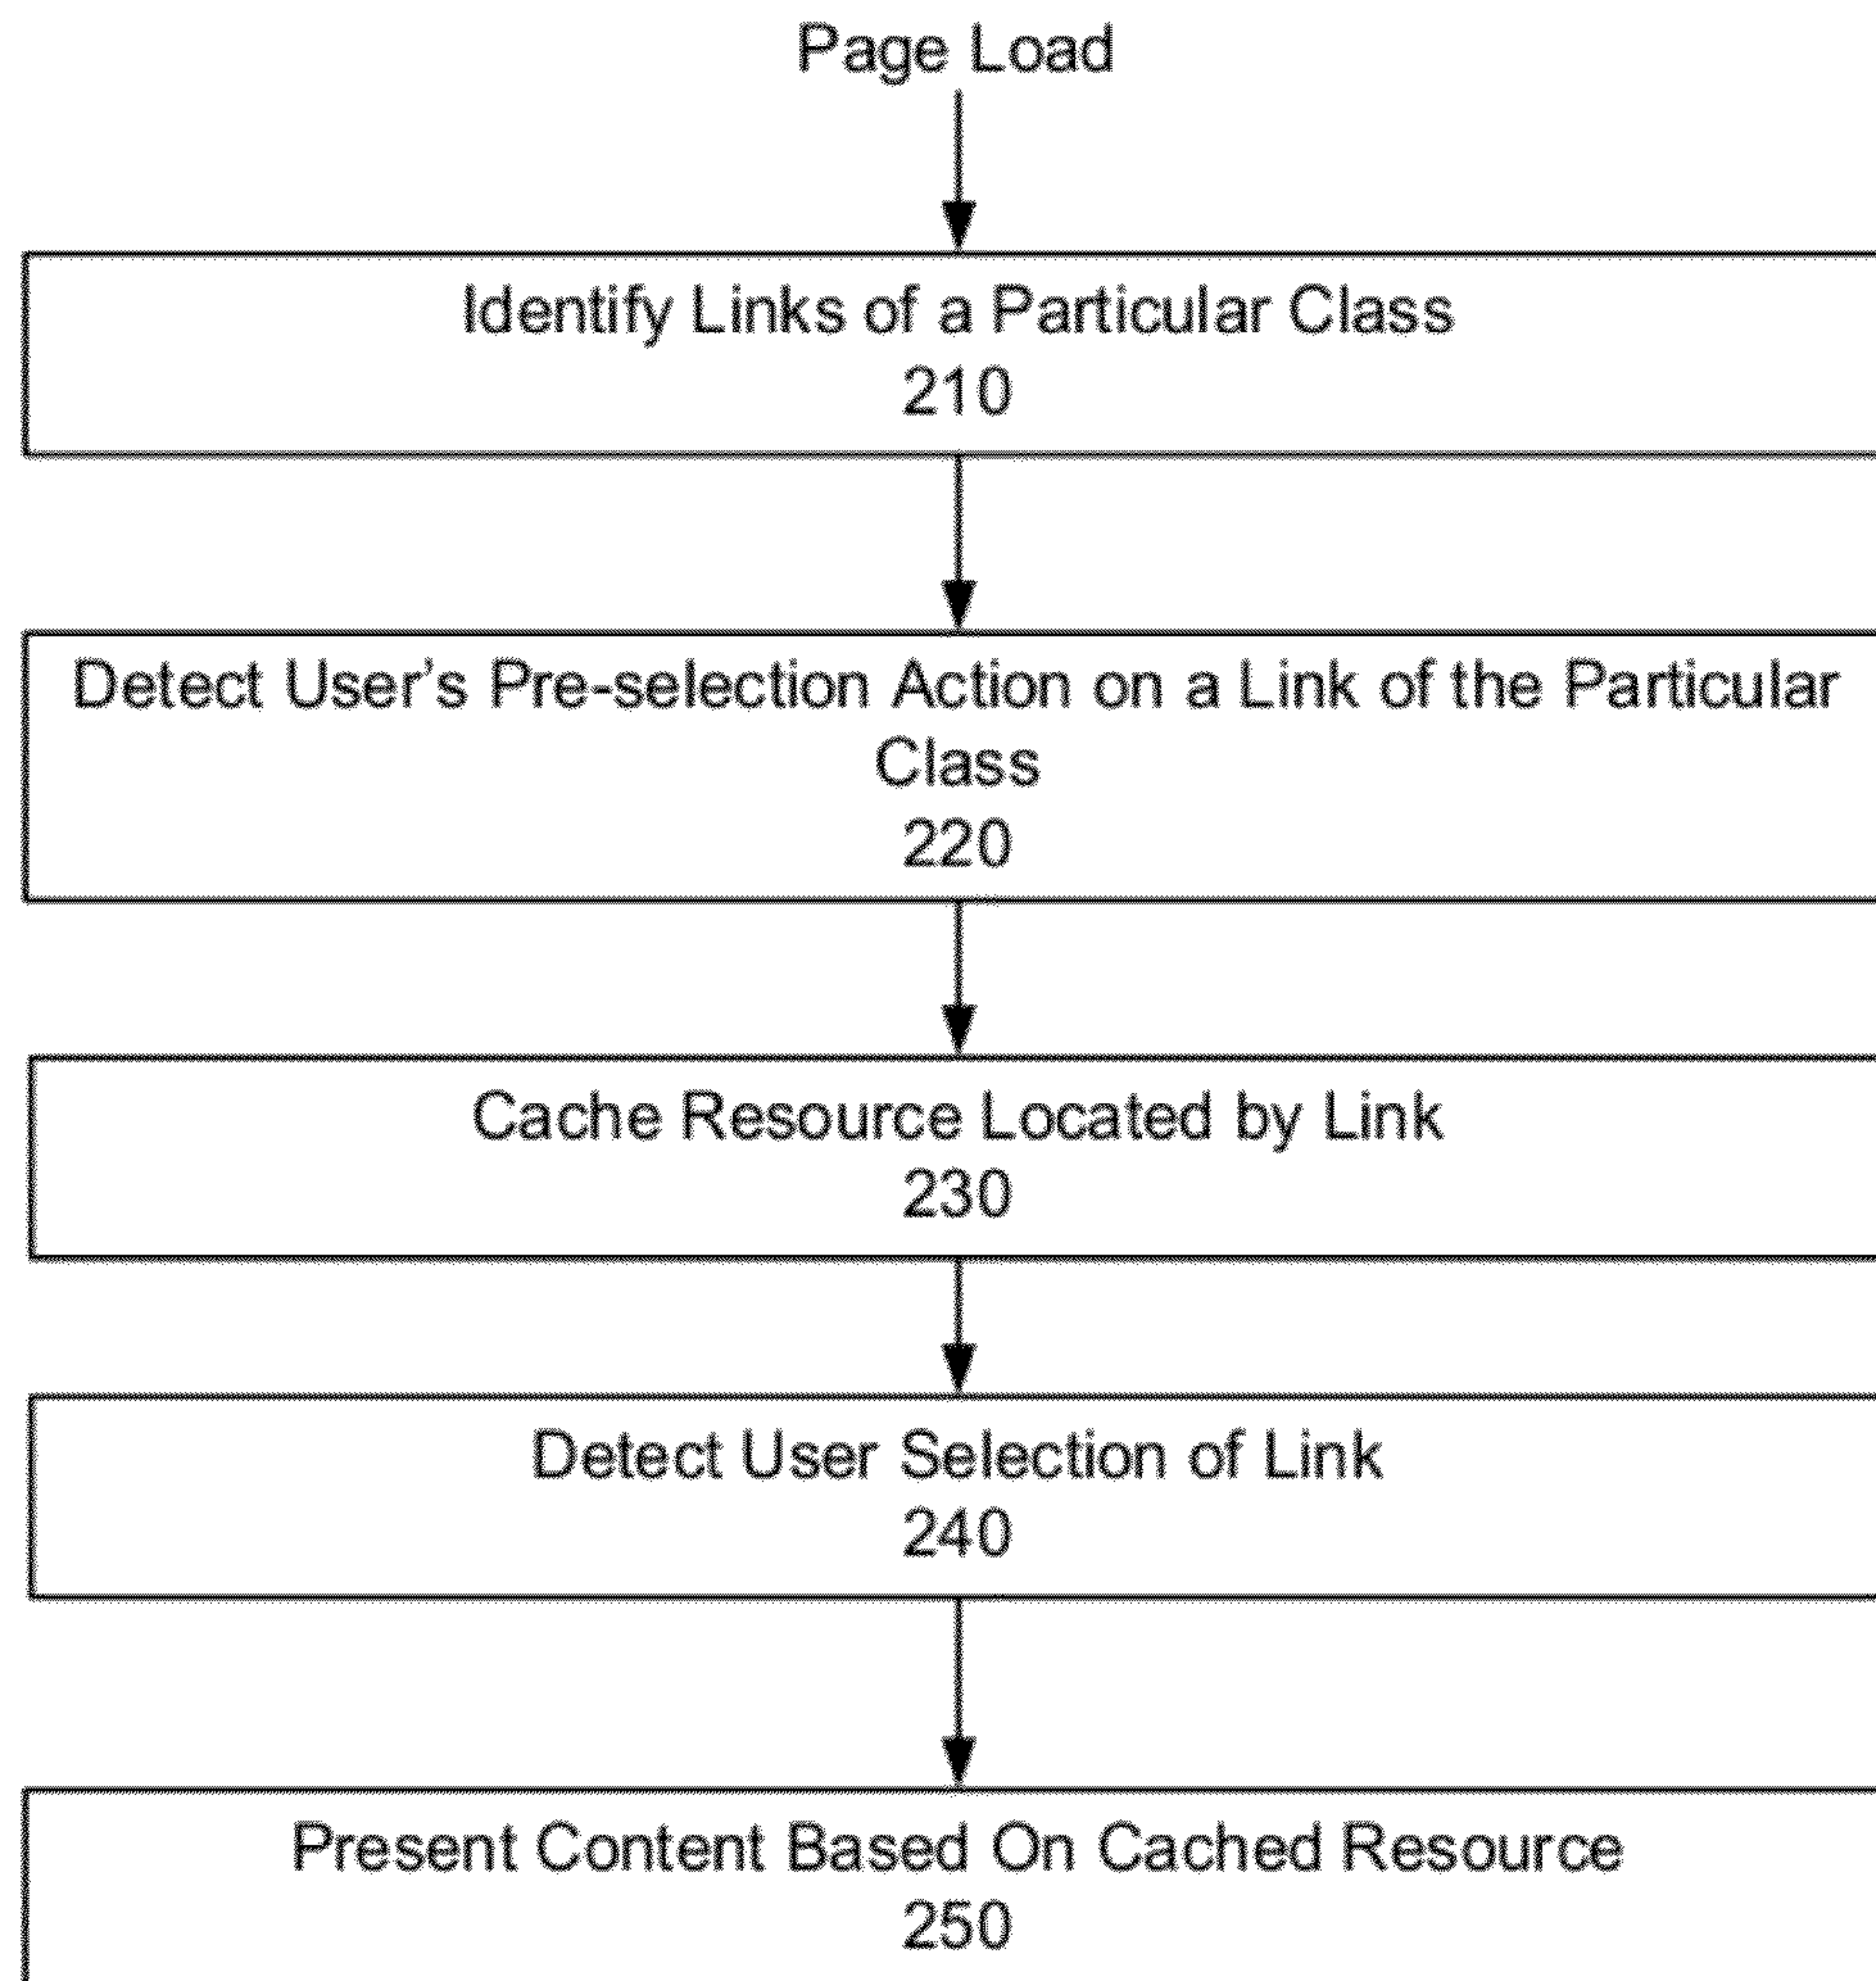 Page Load
Identify Links of a Particular Class
210
Detect User's Pre-selection Action on a Link of the Particular
Class
220
Cache Resource Located by Link
230
Detect User Selection of Link
240
Present Content Based On Cached Resource
250